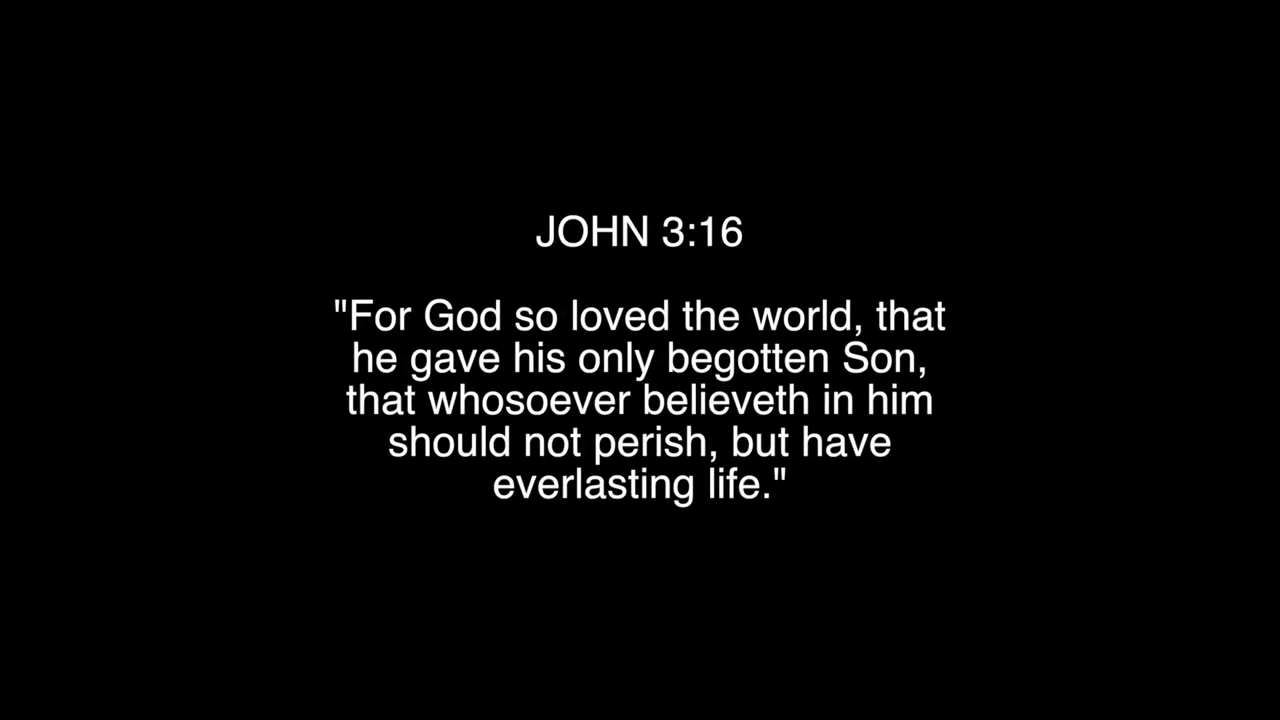 JOHN 3:16
"For God so loved the world, that
he gave his only begotten Son,
that whosoever believeth in him
should not perish, but have
everlasting life."